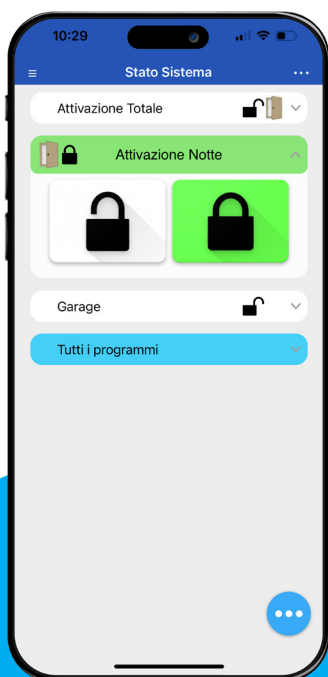 10:29
Stato Sistema
Attivazione Totale
Attivazione Notte
Garage
Tutti i programmi